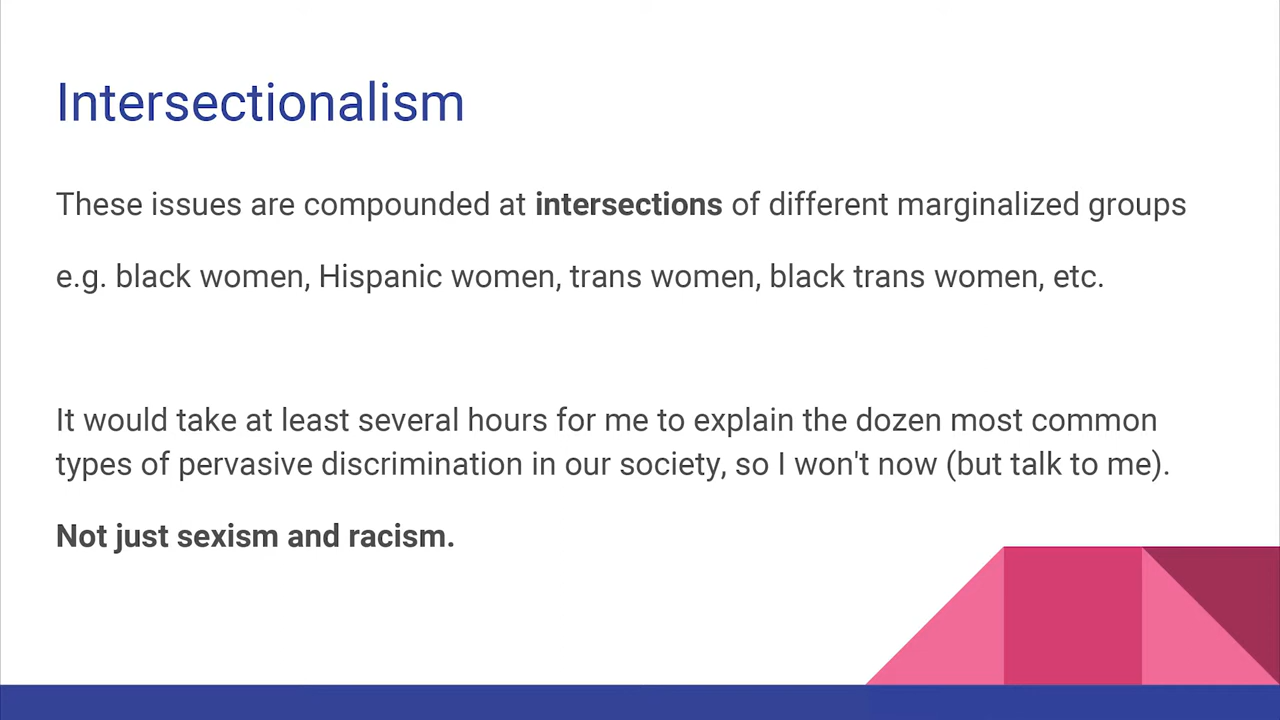 Intersectionalism
These issues are compounded at intersections of different marginalized groups
e.g. black women, Hispanic women, trans women, black trans women, etc.
It would take at least several hours for me to explain the dozen most common
types of pervasive discrimination in our society, so I won't now (but talk to me).
Not just sexism and racism.